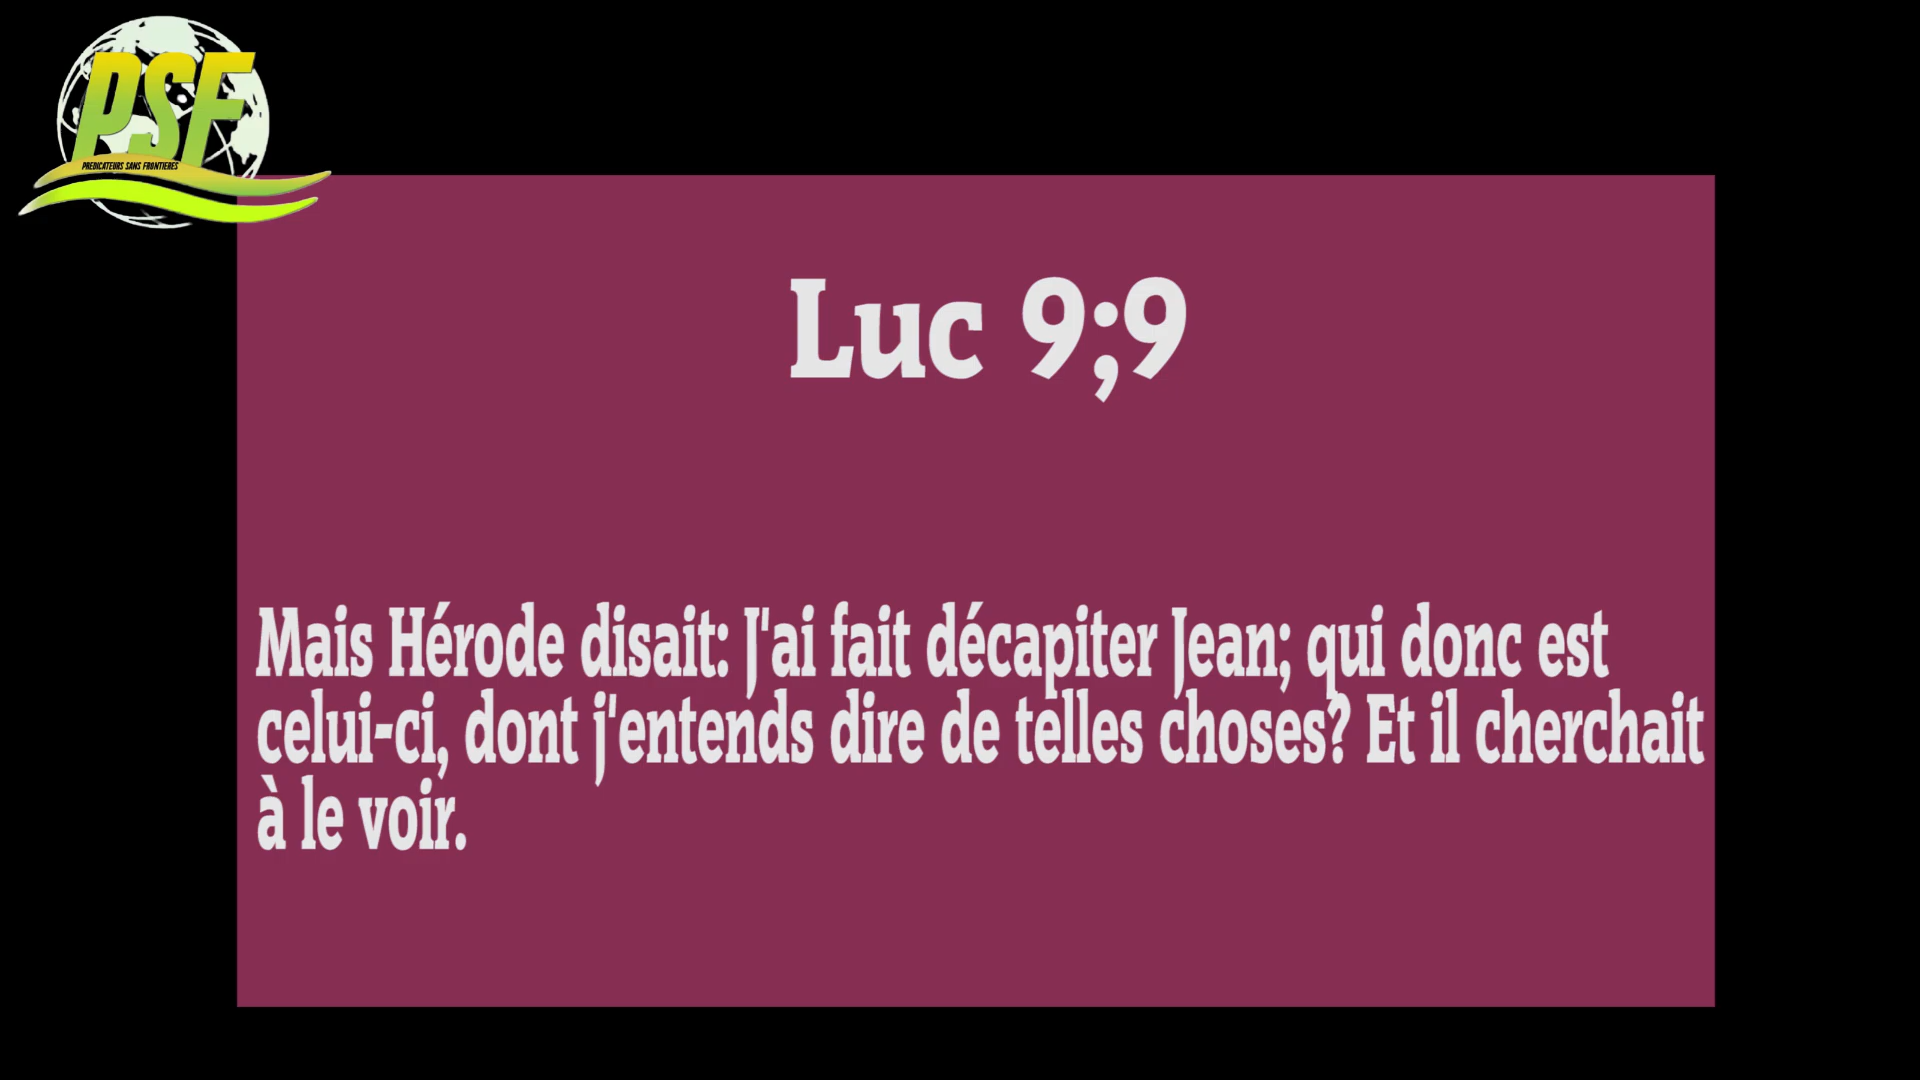 PSF
PREDICATEURS SANS FRONTIERES
Luc 9;9
Mais Hérode disait: J'ai fait décapiter Jean; qui donc est
celui-ci, dont j'entends dire de telles choses? Et il cherchait
à le voir.